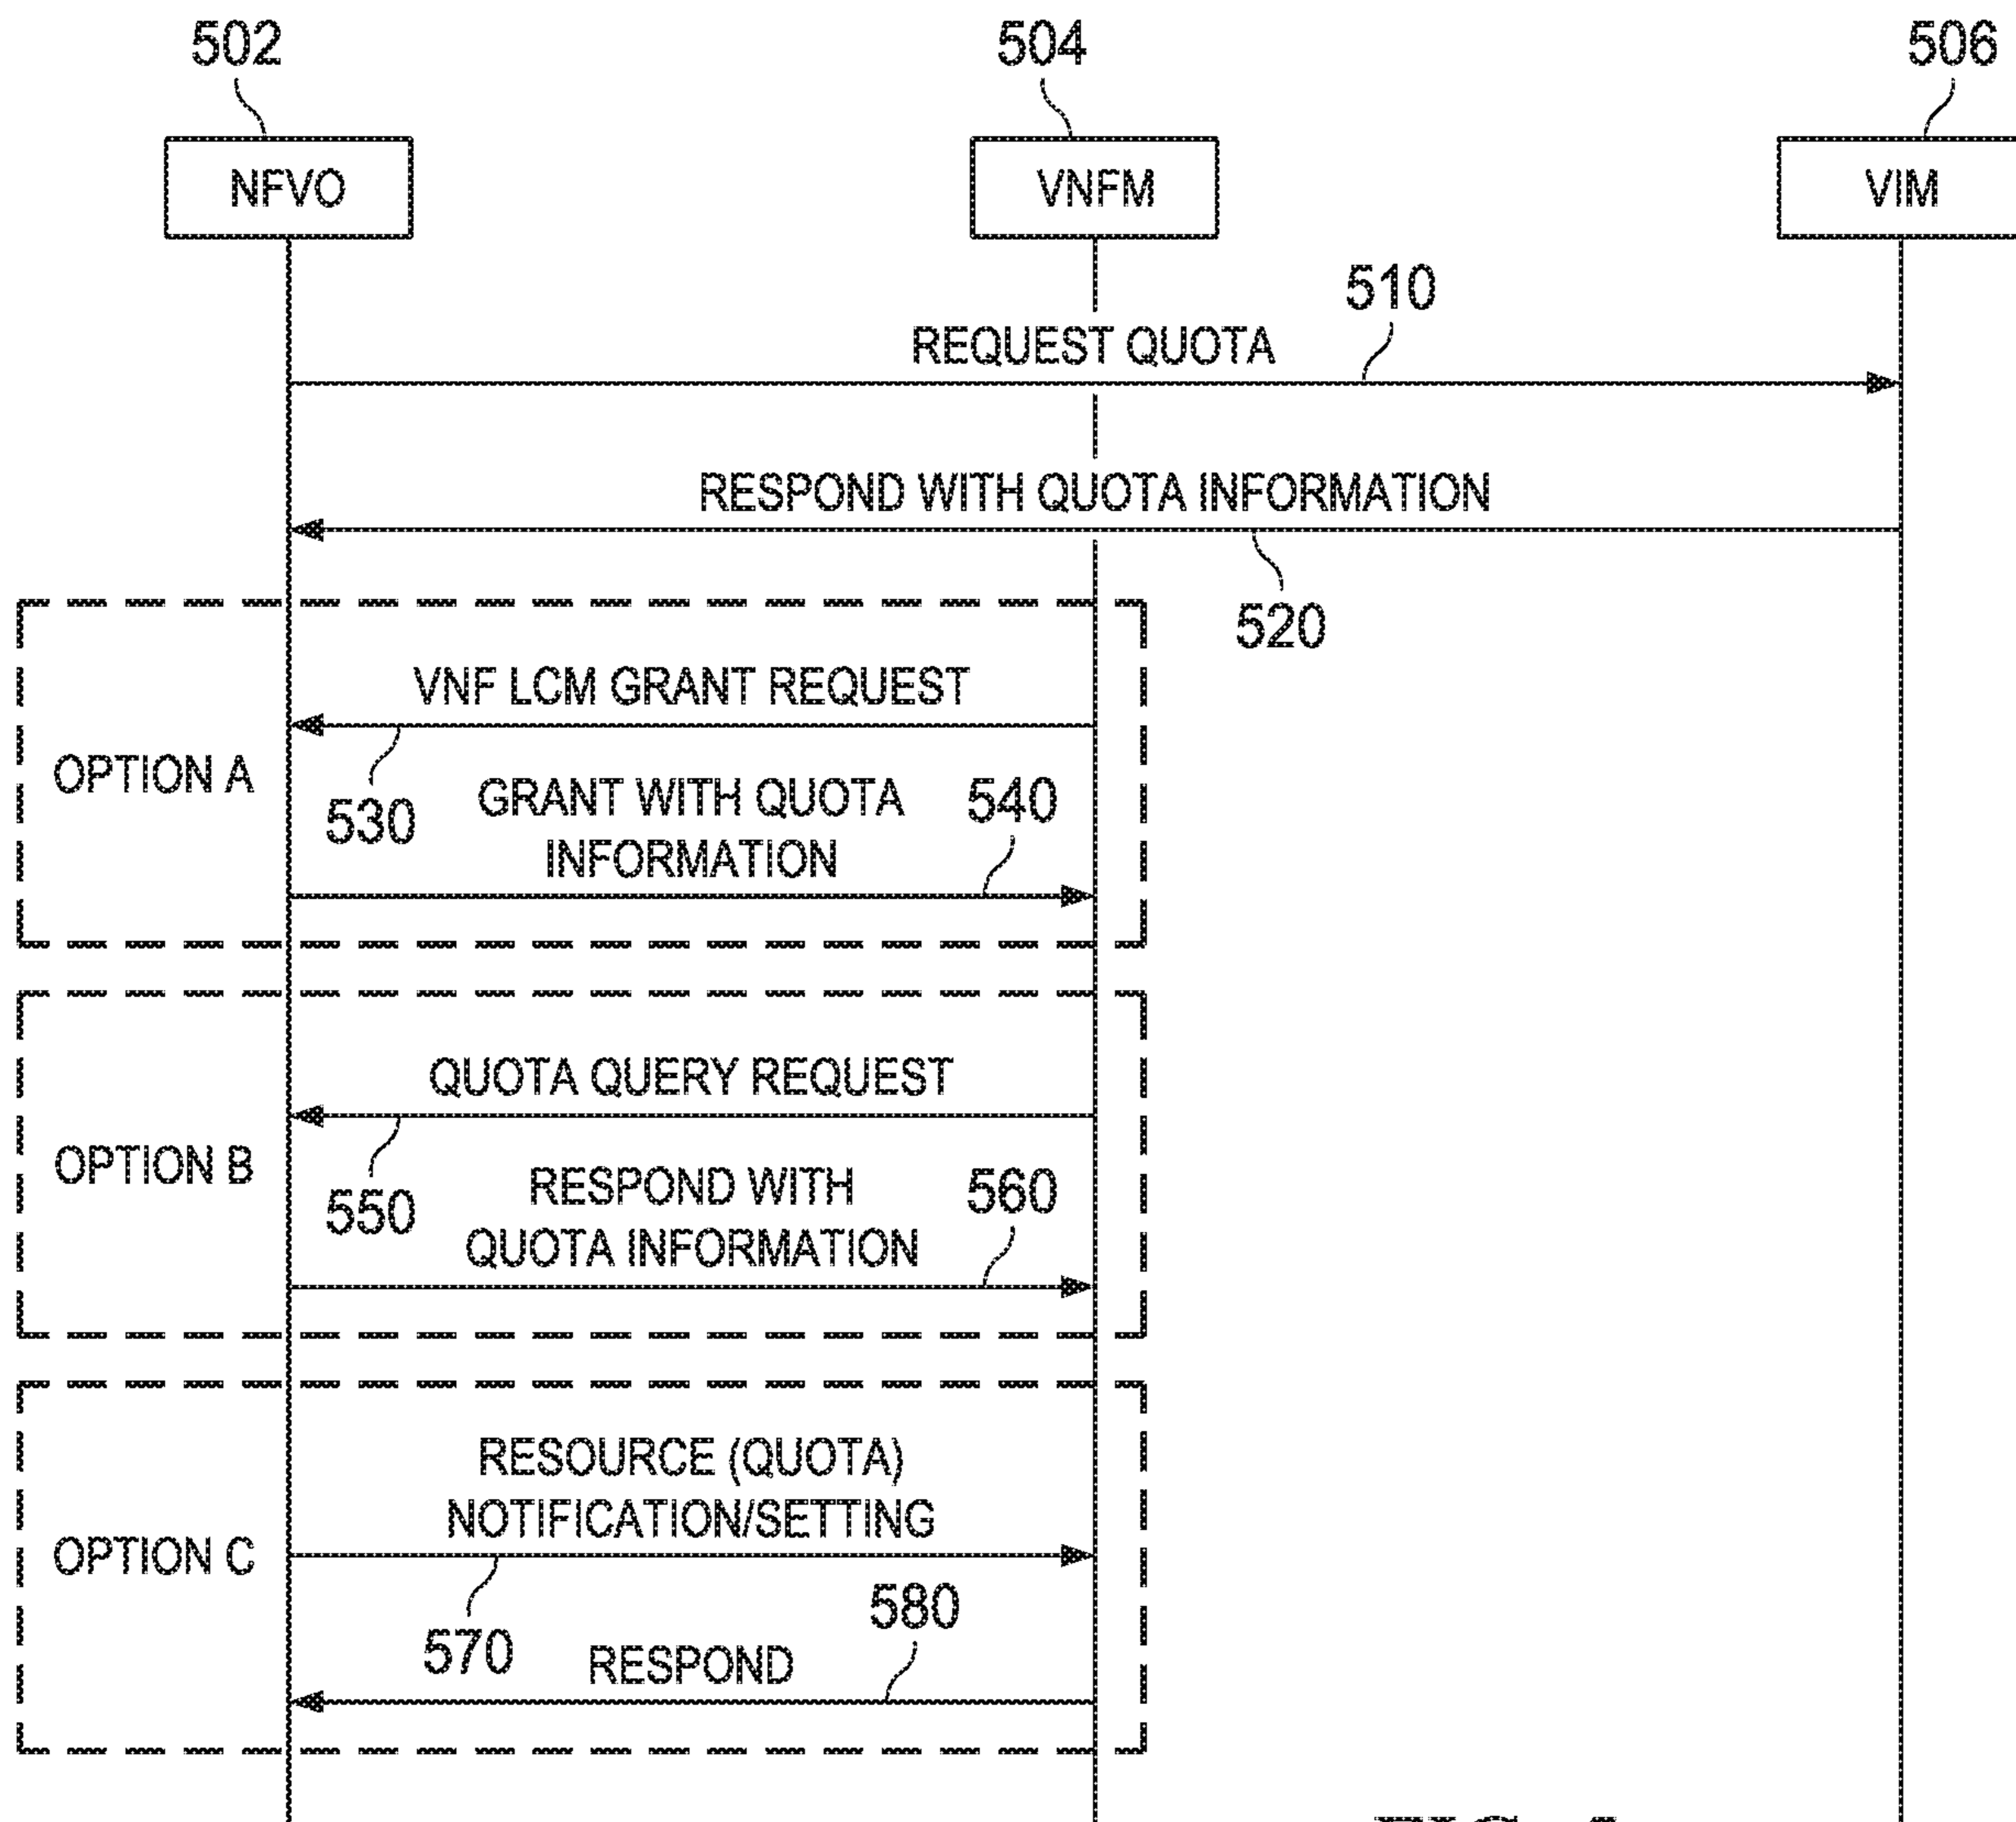 502
504
506
NFVO
VNFM
VIM
510
REQUEST QUOTA
RESPOND WITH QUOTA INFORMATION
520
VNF LCM GRANT REQUEST
OPTION A
530
GRANT WITH QUOTA
INFORMATION
540
QUOTA QUERY REQUEST
OPTION B
550
RESPOND WITH
QUOTA INFORMATION
560
RESOURCE (QUOTA)
NOTIFICATION/SETTING
OPTION C
570
580
RESPOND